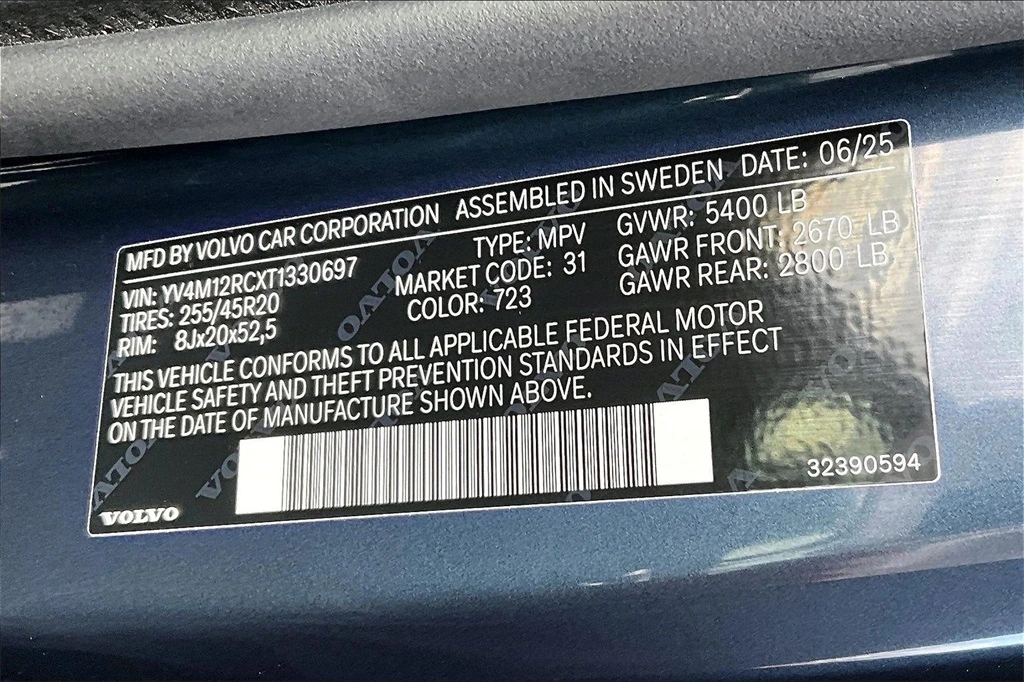 MFD BY VOLVO CAR CORPORATION ASSEMBLED IN SWEDEN DATE: 06/25
VIN: YV4M12RCXT1330697 TYPE: MPV GVWR: 5400 LB
TIRES: 255/45R20 MARKET CODE: 31 GAWR FRONT: 2670 LB
RIM: 8Jx20x52,5 COLOR: 723 GAWR REAR: 2800 LB
THIS VEHICLE CONFORMS TO ALL APPLICABLE FEDERAL MOTOR
VEHICLE SAFETY AND THEFT PREVENTION STANDARDS IN EFFECT
ON THE DATE OF MANUFACTURE SHOWN ABOVE.
32390594
VOLVO